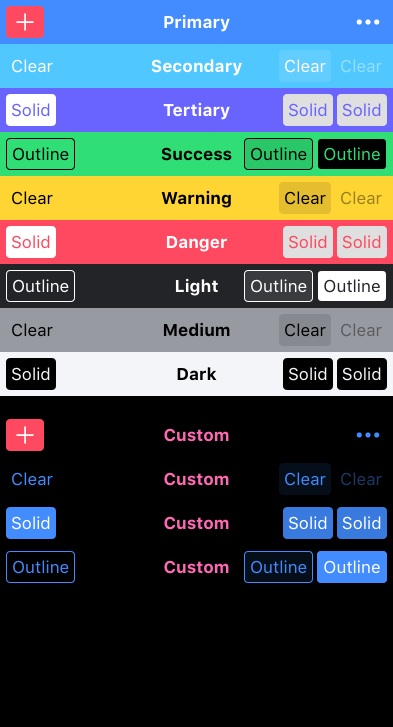 Primary
Clear Secondary Clear Clear
Solid Tertiary Solid Solid
Outline Success Outline Outline
Clear Warning Clear Clear
Solid Danger Solid Solid
Outline Light Outline Outline
Clear Medium Clear Clear
Solid Dark Solid Solid
Custom
Clear Custom Clear Clear
Solid Custom Solid Solid
Outline Custom Outline Outline